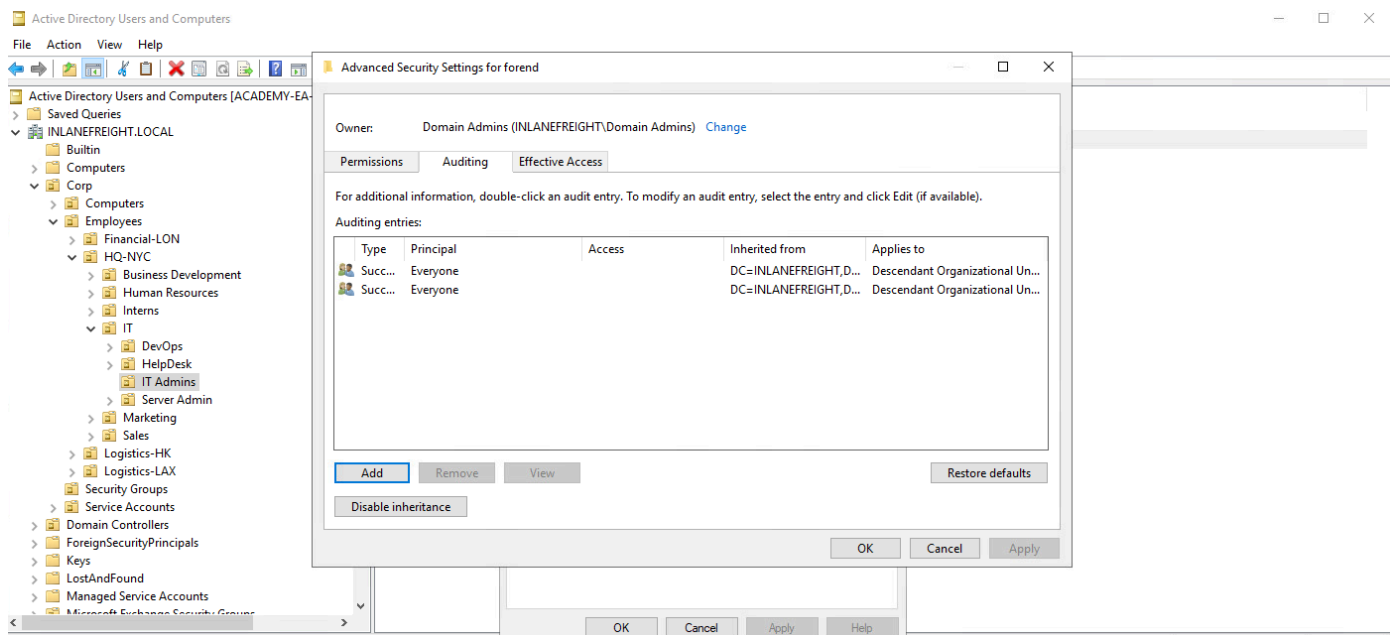 Active Directory Users and Computers
File Action View Help
Advanced Security Settings for forend
Active Directory Users and Computers [ACADEMY-EA-
Saved Queries
INLANEFREIGHT.LOCAL
Builtin
Computers
Corp
Computers
Employees
Financial-LON
HQ-NYC
Business Development
Human Resources
Interns
IT
DevOps
HelpDesk
IT Admins
Server Admin
Marketing
Sales
Logistics-HK
Logistics-LAX
Security Groups
Service Accounts
Domain Controllers
ForeignSecurityPrincipals
Keys
LostAndFound
Managed Service Accounts
Microsoft Exchange Security Groups
Owner: Domain Admins (INLANEFREIGHT\Domain Admins) Change
Permissions Auditing Effective Access
For additional information, double-click an audit entry. To modify an audit entry, select the entry and click Edit (if available).
Auditing entries:
Type Principal Access Inherited from Applies to
Succ... Everyone DC=INLANEFREIGHT,D... Descendant Organizational Un...
Succ... Everyone DC=INLANEFREIGHT,D... Descendant Organizational Un...
Add Remove View Restore defaults
Disable inheritance
OK Cancel Apply
OK Cancel Apply Help